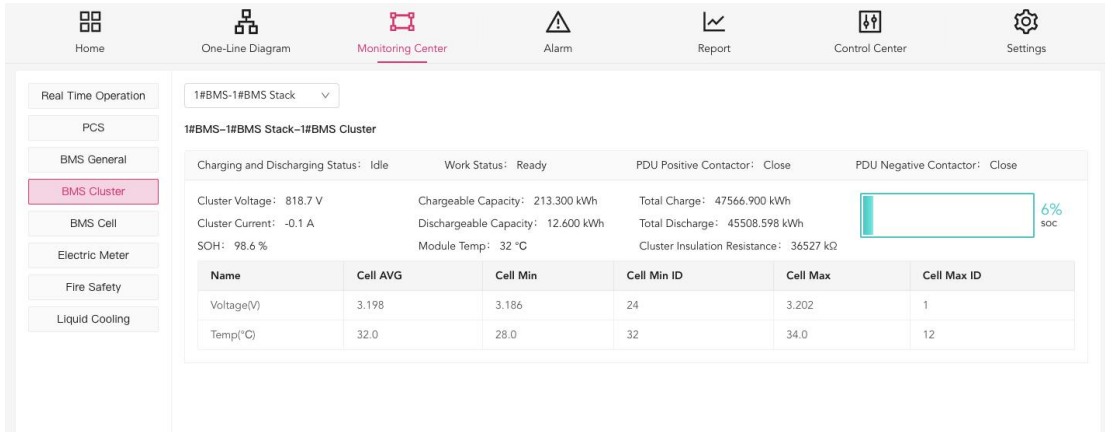 Home One-Line Diagram Monitoring Center Alarm Report Control Center Settings
Real Time Operation
PCS
BMS General
BMS Cluster
BMS Cell
Electric Meter
Fire Safety
Liquid Cooling
1#BMS-1#BMS Stack
1#BMS-1#BMS Stack-1#BMS Cluster
Charging and Discharging Status: Idle Work Status: Ready PDU Positive Contactor: Close PDU Negative Contactor: Close
Cluster Voltage: 818.7 V Chargeable Capacity: 213.300 kWh Total Charge: 47566.900 kWh
Cluster Current: -0.1 A Dischargeable Capacity: 12.600 kWh Total Discharge: 45508.598 kWh
SOH: 98.6 % Module Temp: 32 °C Cluster Insulation Resistance: 36527 kΩ
6%
SOC
Name Cell AVG Cell Min Cell Min ID Cell Max Cell Max ID
Voltage(V) 3.198 3.186 24 3.202 1
Temp(°C) 32.0 28.0 32 34.0 12